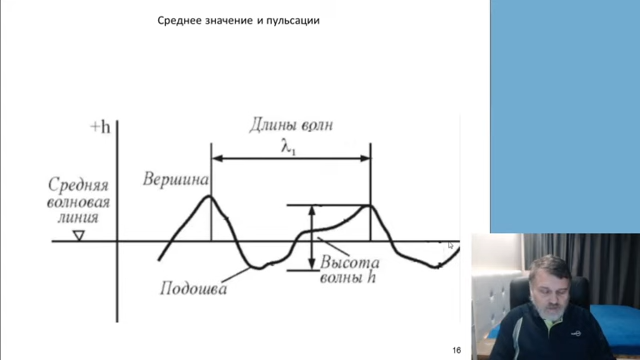 Среднее значение и пульсации
+h
Длины волн
λ₁
Вершина
Средняя
волновая
линия
Высота
волны h
Подошва
16